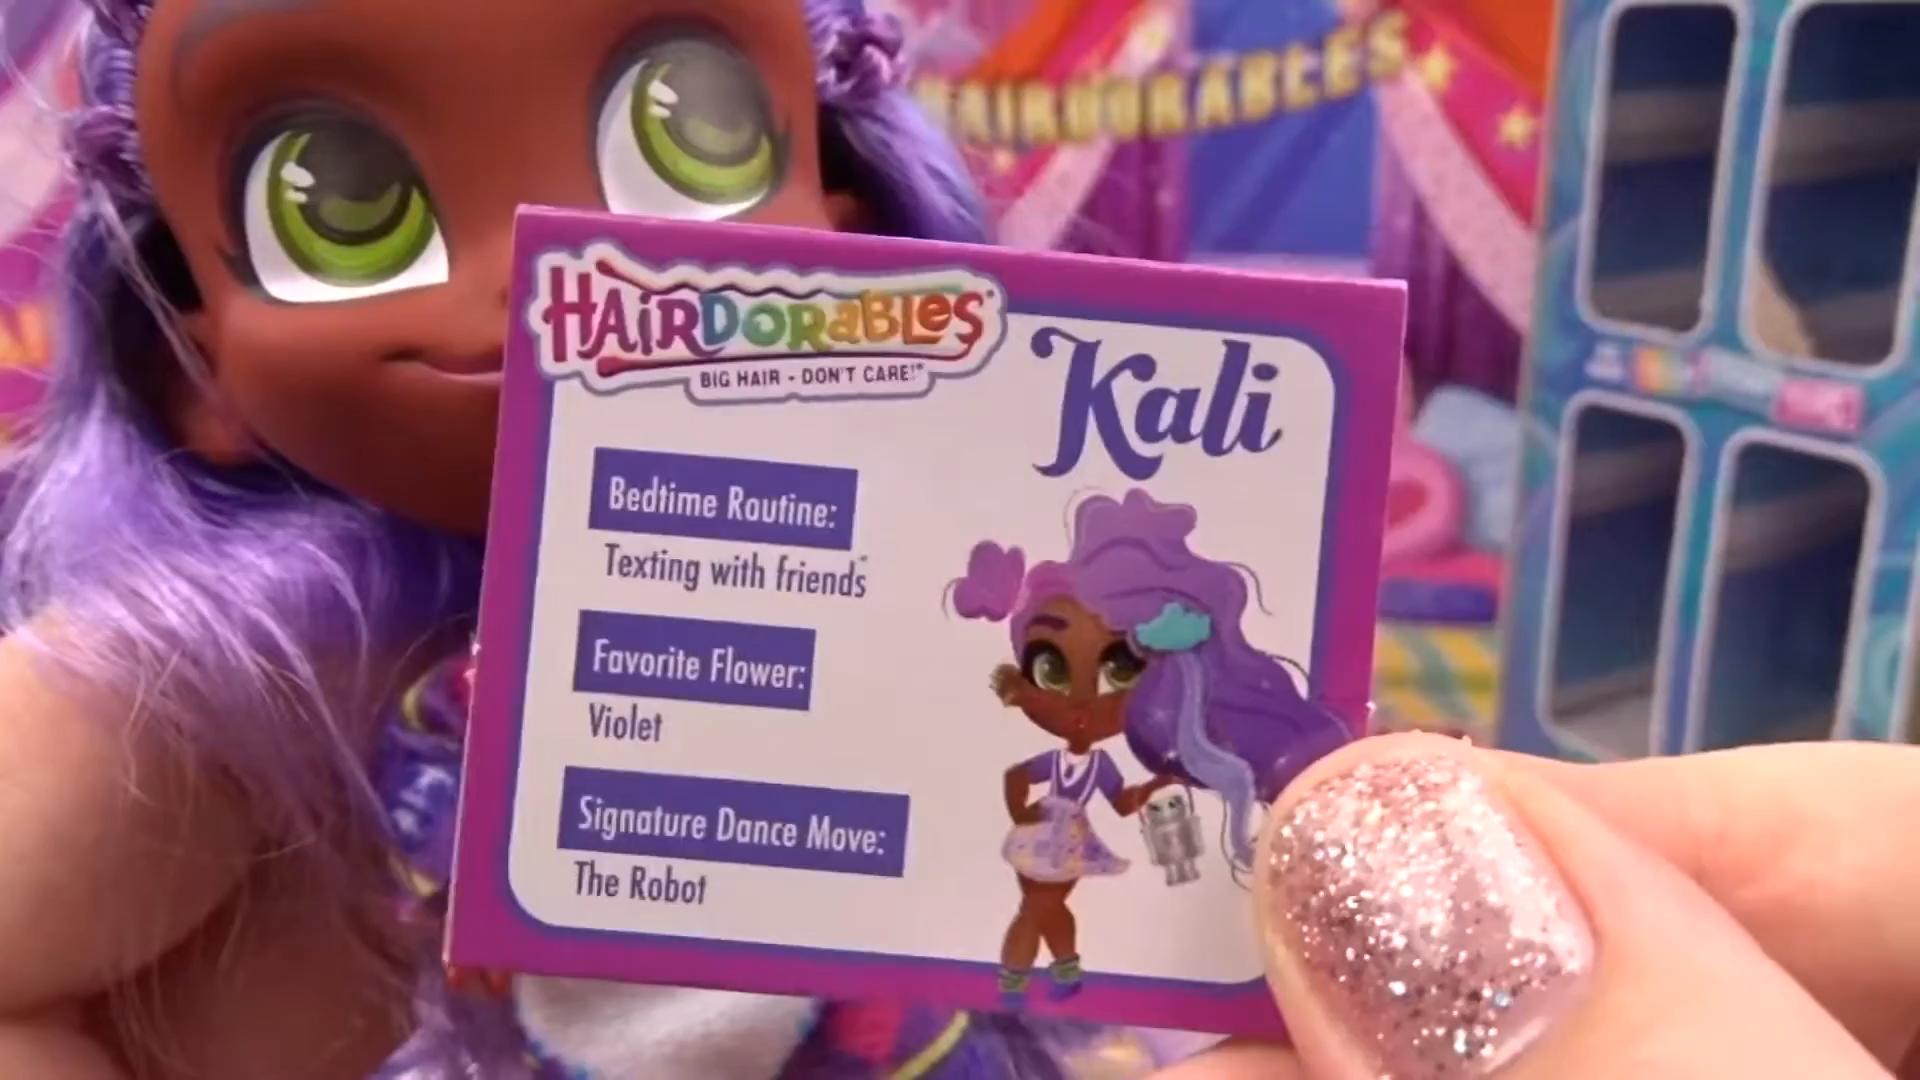 HAIRDORABLES
HAiRDORaBLes
BIG HAIR - DON'T CARE!
Kali
Bedtime Routine:
Texting with friends
Favorite Flower:
Violet
Signature Dance Move:
The Robot